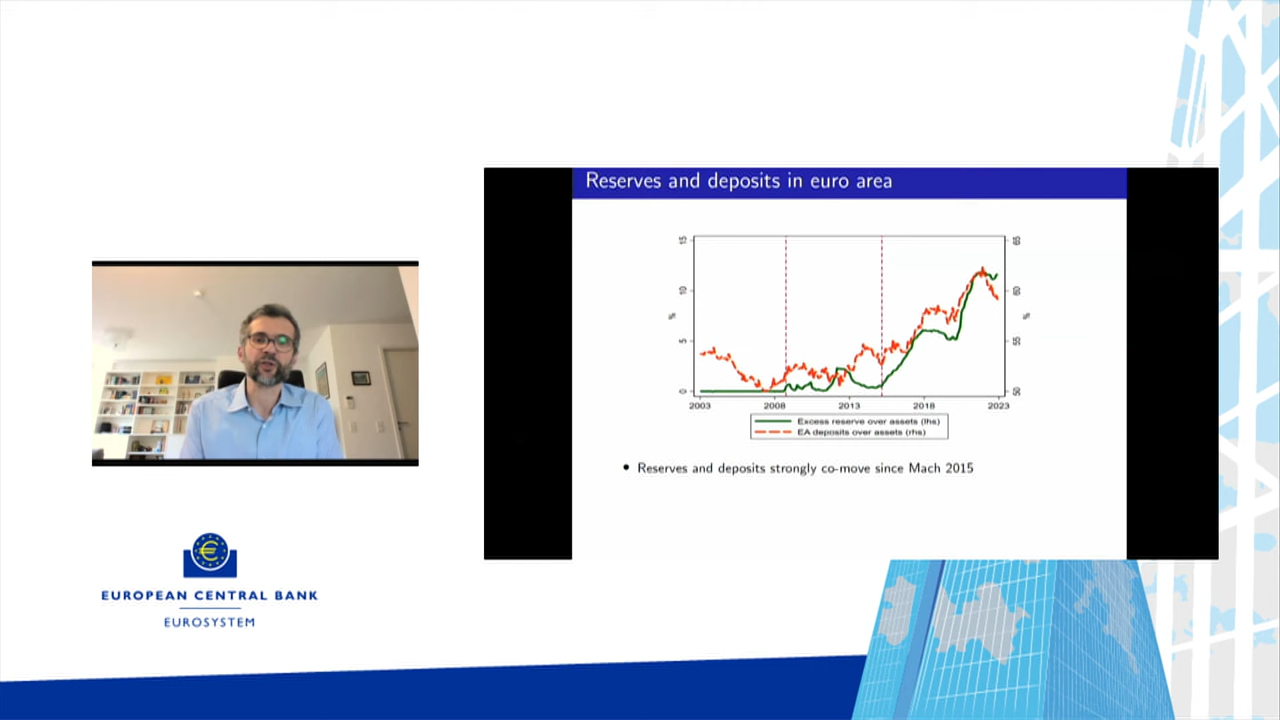 Reserves and deposits in euro area
15
10
5
0
%
65
60
55
50
%
2003 2008 2013 2018 2023
Excess reserve over assets (lhs)
EA deposits over assets (rhs)
• Reserves and deposits strongly co-move since Mach 2015
EUROPEAN CENTRAL BANK
EUROSYSTEM